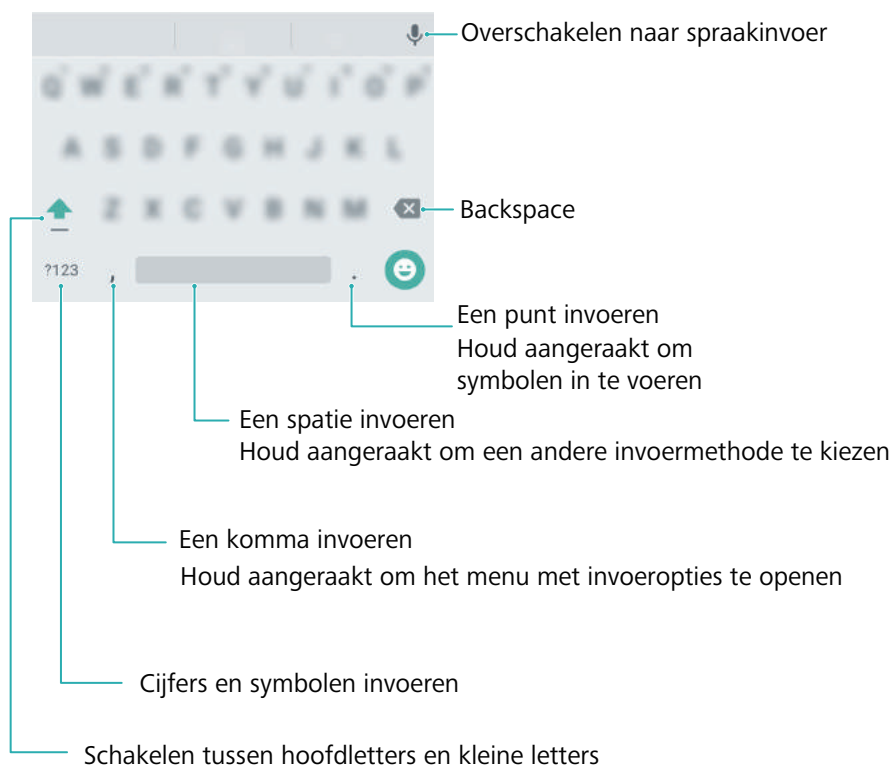 Overschakelen naar spraakinvoer
Q W E R T Y U I O P
A S D F G H J K L
Z X C V B N M
Backspace
?123 , .
Een punt invoeren
Houd aangeraakt om
symbolen in te voeren
Een spatie invoeren
Houd aangeraakt om een andere invoermethode te kiezen
Een komma invoeren
Houd aangeraakt om het menu met invoeropties te openen
Cijfers en symbolen invoeren
Schakelen tussen hoofdletters en kleine letters